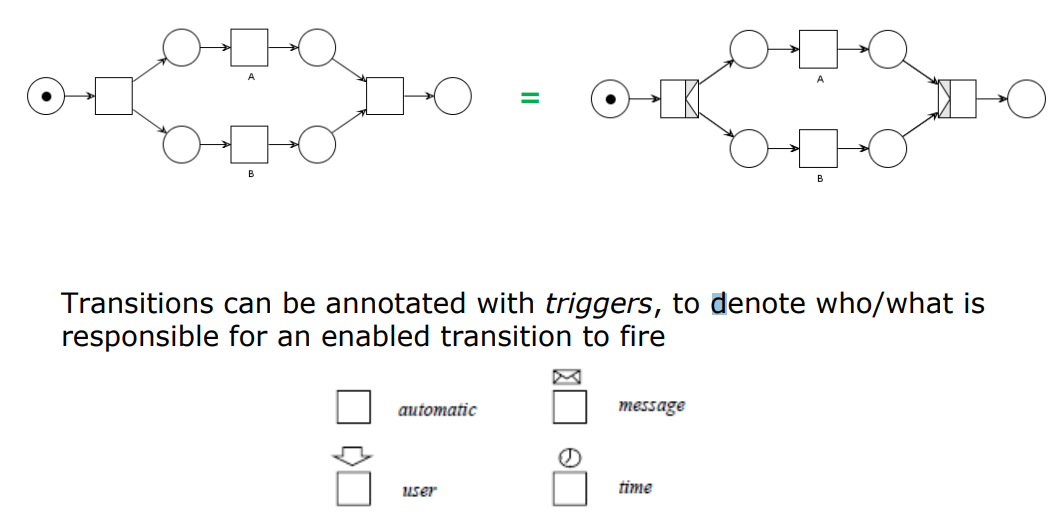 A
B
=
A
B
Transitions can be annotated with triggers, to denote who/what is
responsible for an enabled transition to fire
automatic
message
user
time